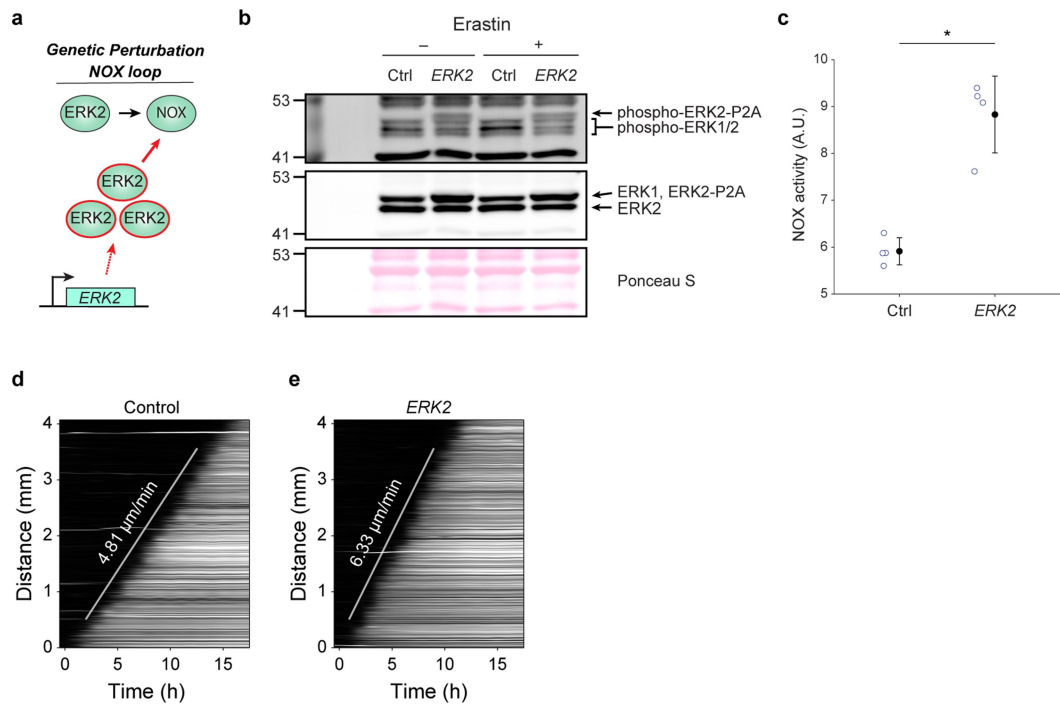 a
Genetic Perturbation
NOX loop
ERK2
NOX
ERK2
ERK2
ERK2
ERK2
b
Erastin
–
+
Ctrl
ERK2
Ctrl
ERK2
53
41
phospho-ERK2-P2A
phospho-ERK1/2
53
41
ERK1, ERK2-P2A
ERK2
53
41
Ponceau S
c
*
NOX activity (A.U.)
10
9
8
7
6
5
Ctrl
ERK2
d
Control
Distance (mm)
4
3
2
1
0
4.81 µm/min
0
5
10
15
Time (h)
e
ERK2
Distance (mm)
4
3
2
1
0
6.33 µm/min
0
5
10
15
Time (h)